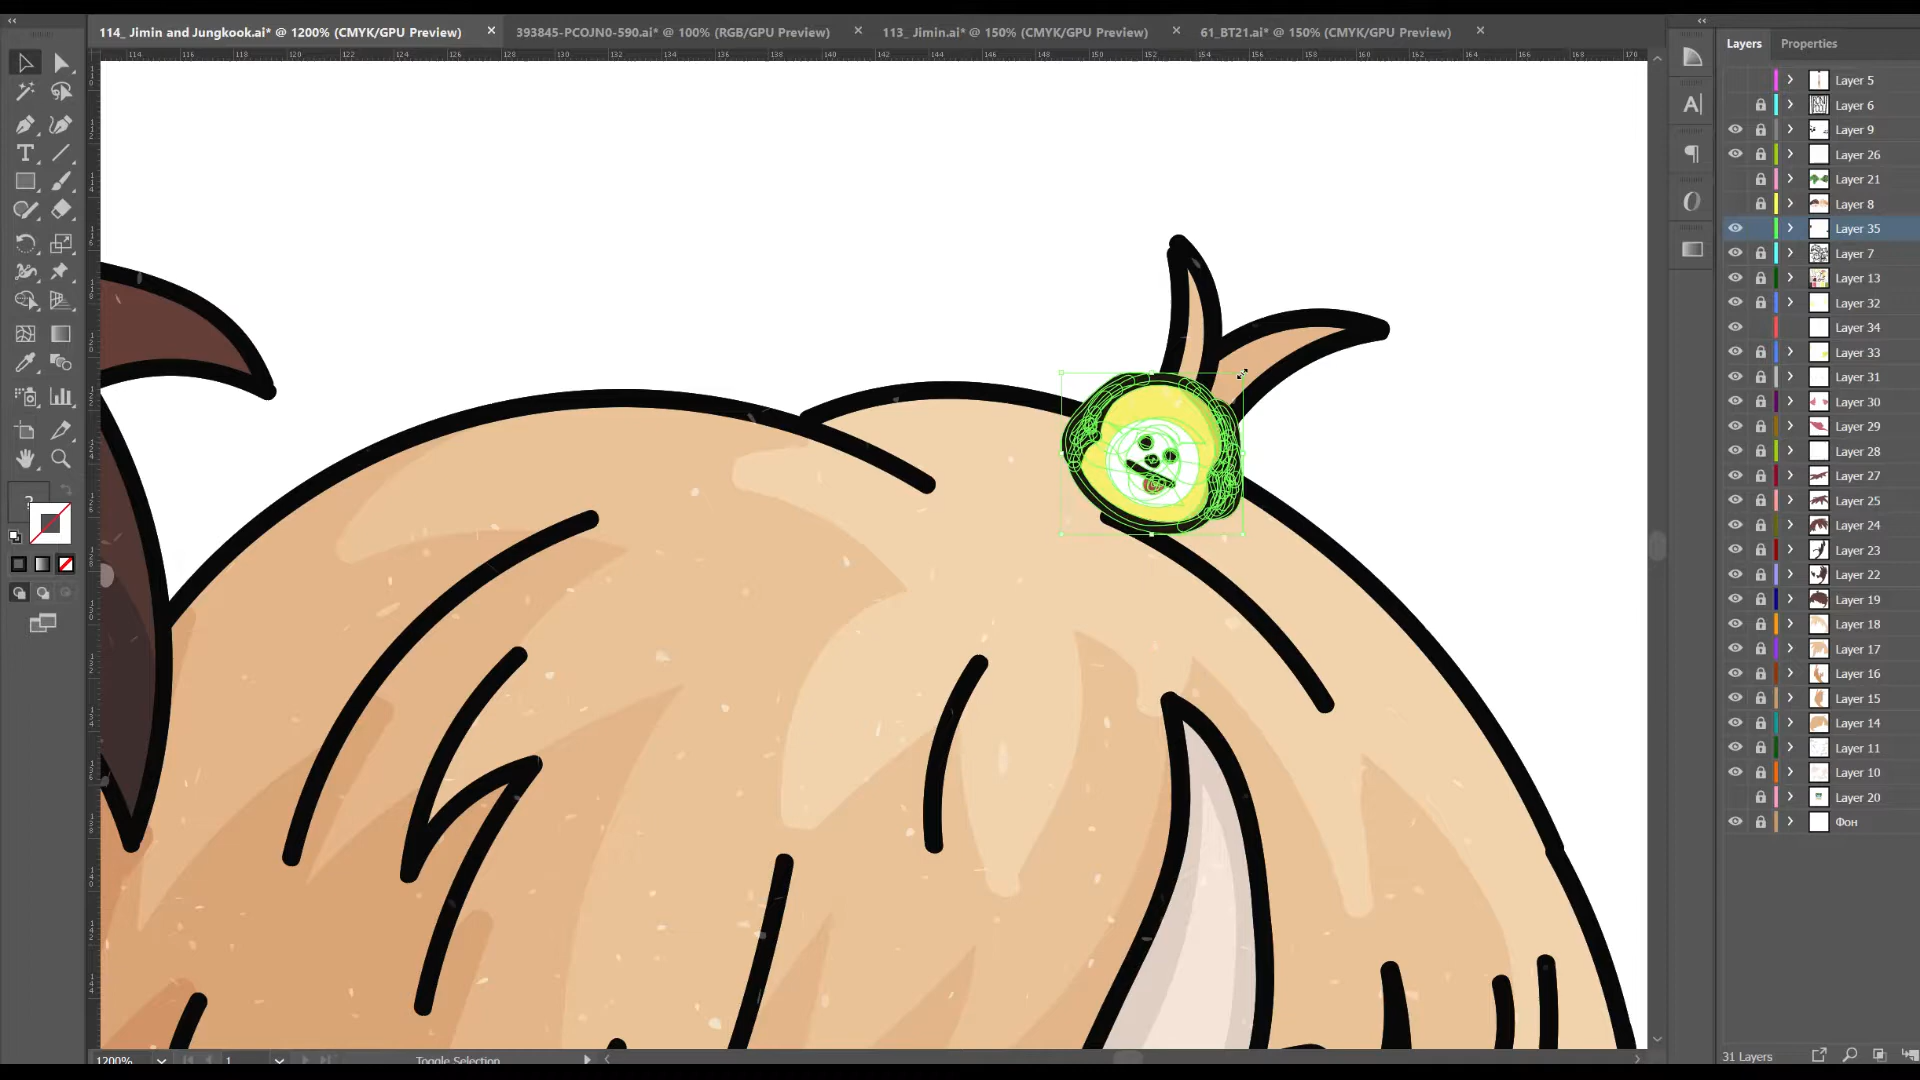 114_ Jimin and Jungkook.ai* @ 1200% (CMYK/GPU Preview)
393845-PCOJN0-590.ai* @ 100% (RGB/GPU Preview)
113_ Jimin.ai* @ 150% (CMYK/GPU Preview)
61_BT21.ai* @ 150% (CMYK/GPU Preview)
Layers
Properties
Layer 5
Layer 6
Layer 9
Layer 26
Layer 21
Layer 8
Layer 35
Layer 7
Layer 13
Layer 32
Layer 34
Layer 33
Layer 31
Layer 30
Layer 29
Layer 28
Layer 27
Layer 25
Layer 24
Layer 23
Layer 22
Layer 19
Layer 18
Layer 17
Layer 16
Layer 15
Layer 14
Layer 11
Layer 10
Layer 20
Фон
1200%
1
Toggle Selection
31 Layers